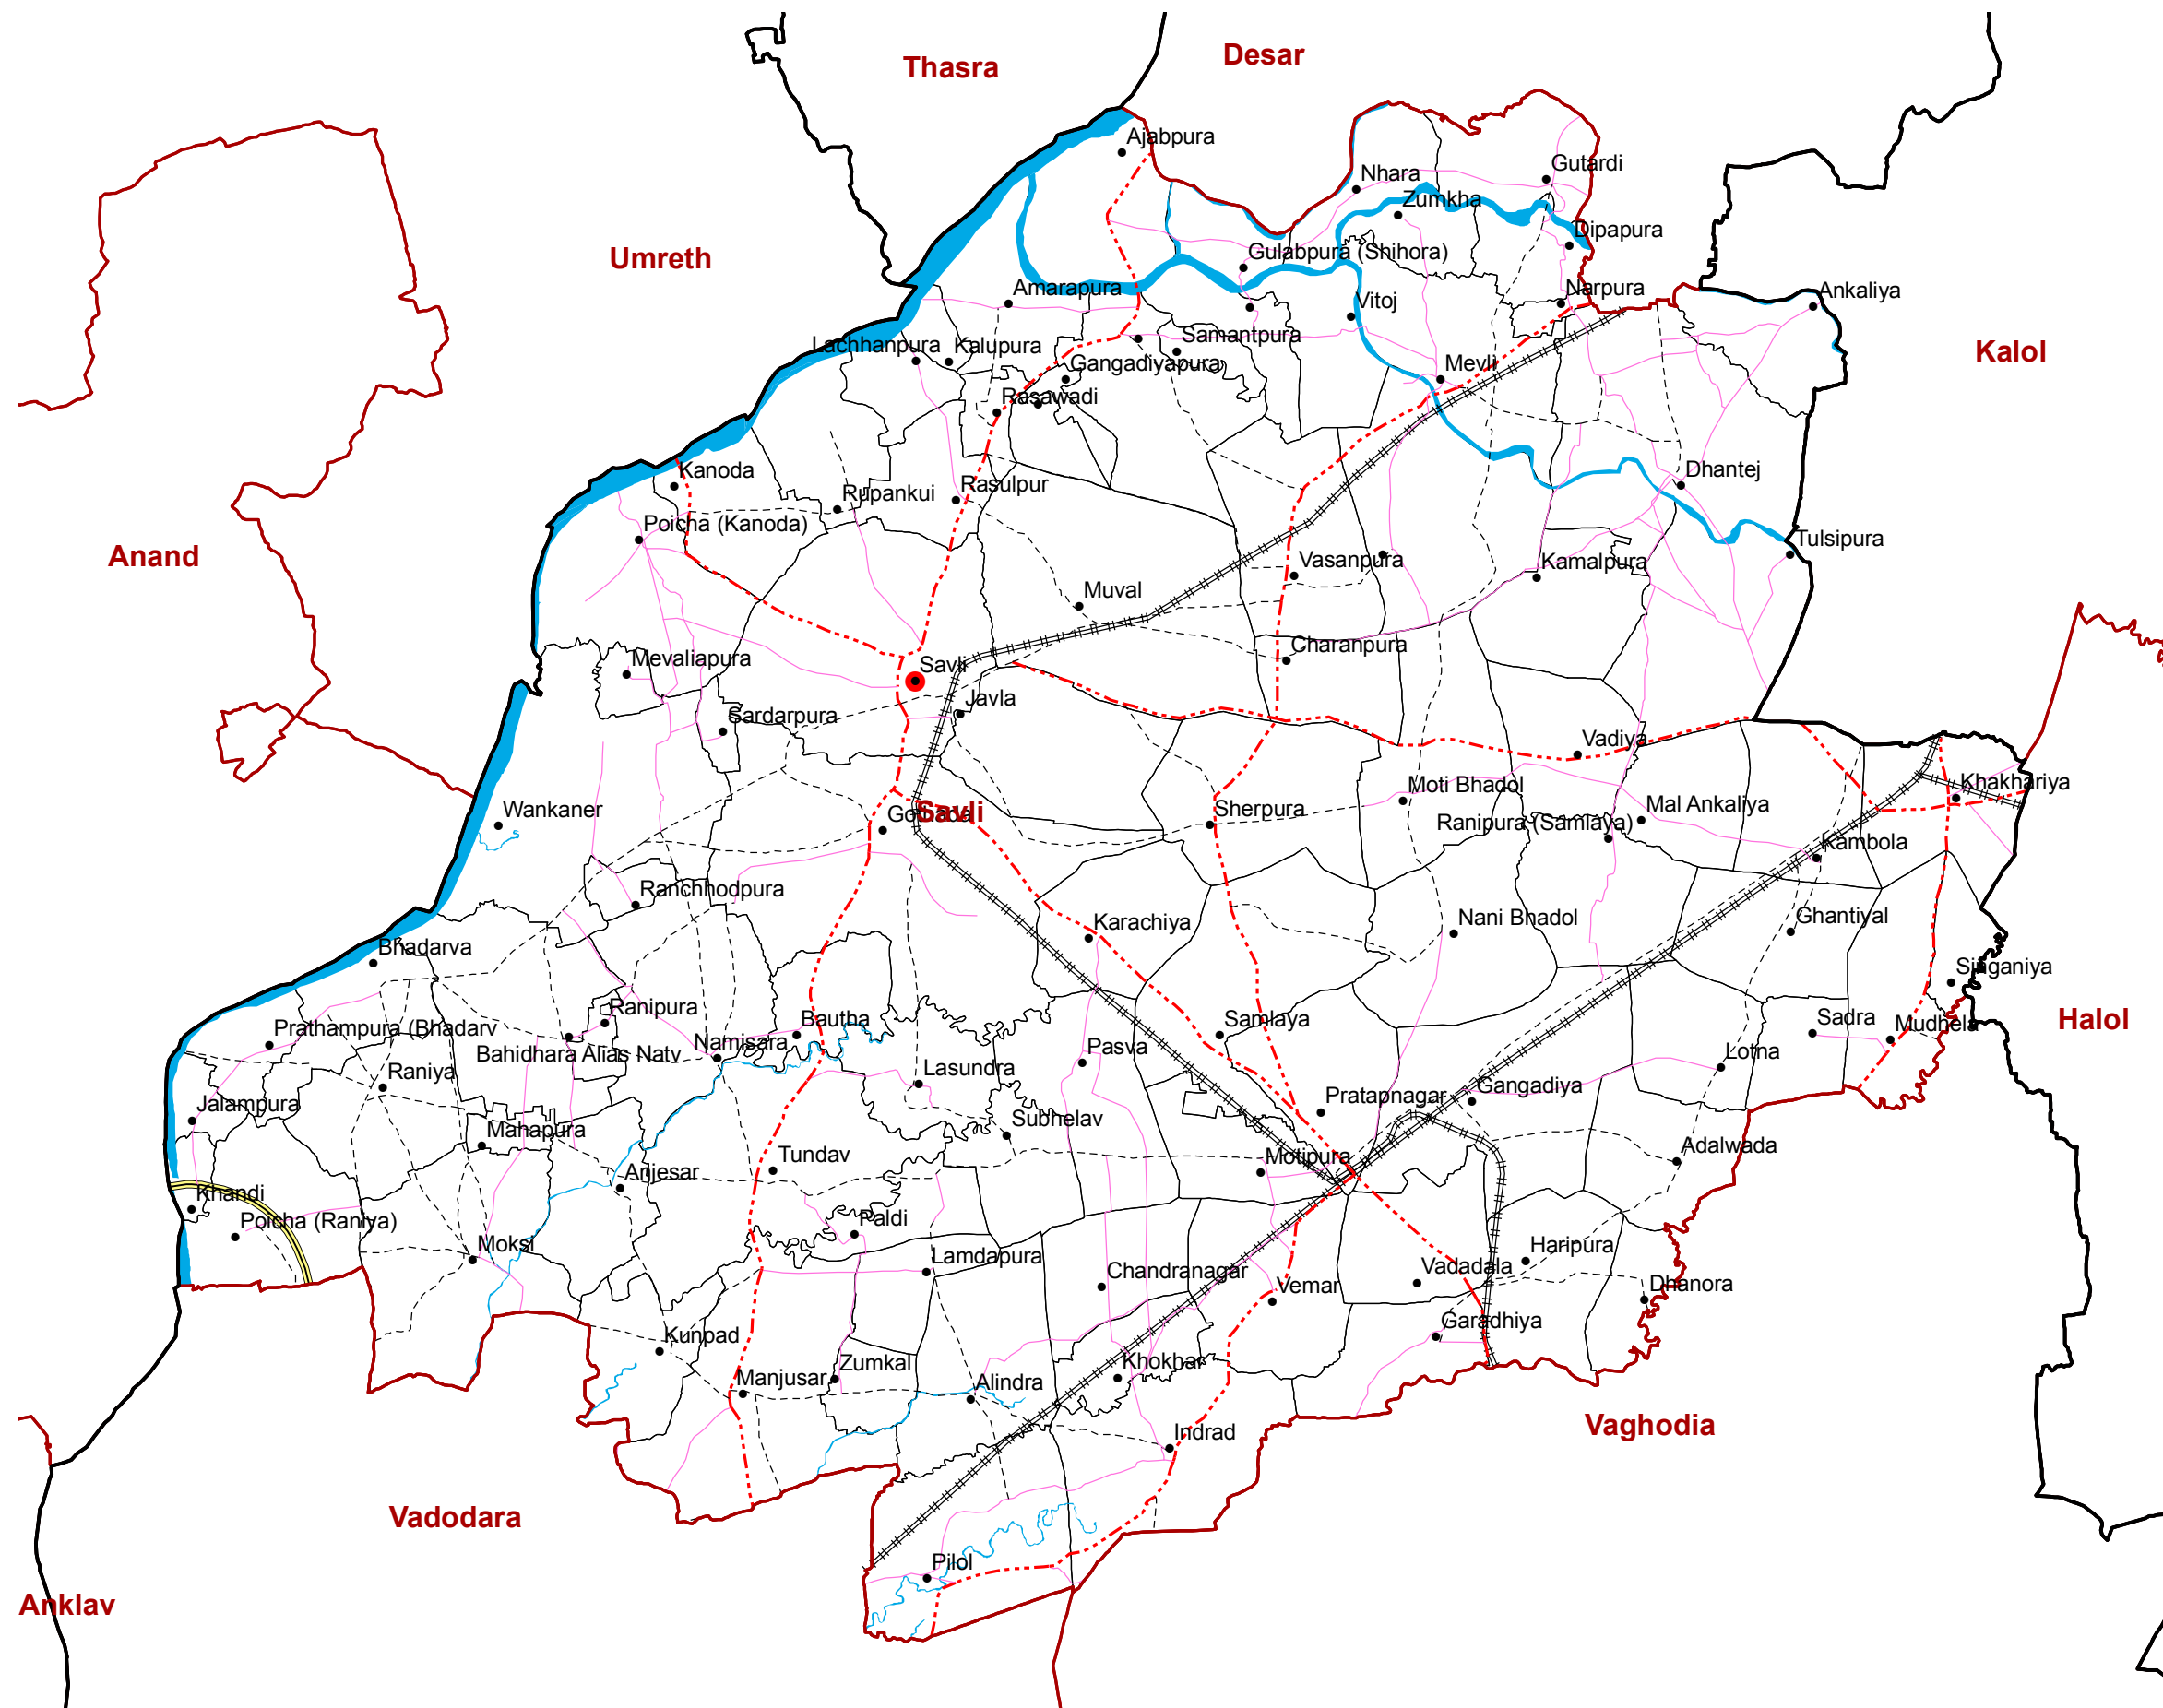 Desar
Thasra
Ajabpura
Gutardi
Nhara
Zumkha
Dipapura
Gulabpura (Shihora)
Umreth
Amarapura
Narpura
Ankaliya
Vitoj
Samantpura
Lachhanpura
Kalupura
Gangadiyapura
Mevli
Kalol
Rasawadi
Kanoda
Dhantej
Rupankui
Rasulpur
Poicha (Kanoda)
Tulsipura
Anand
Vasanpura
Kamalpura
Muval
Charanpura
Mevaliapura
Savli
Javla
Sardarpura
Vadiya
Khakhariya
Moti Bhadol
Mal Ankaliya
Wankaner
Savli
Sherpura
Ranipura (Samlaya)
Kambola
Ranchhodpura
Karachiya
Nani Bhadol
Ghantiyal
Bhadarva
Singaniya
Ranipura
Bautha
Samlaya
Sadra
Mudhela
Halol
Prathampura (Bhadarv
Bahidhara Alias Natv
Namisara
Pasva
Lotna
Raniya
Lasundra
Pratapnagar
Gangadiya
Jalampura
Mahapura
Subhelav
Adalwada
Tundav
Motipura
Anjesar
Khandi
Poicha (Raniya)
Paldi
Moksi
Lamdapura
Chandranagar
Vemar
Vadadala
Haripura
Dhanora
Kunpad
Garadhiya
Manjusar
Zumkal
Alindra
Khokhar
Vaghodia
Indrad
Vadodara
Pilol
Anklav